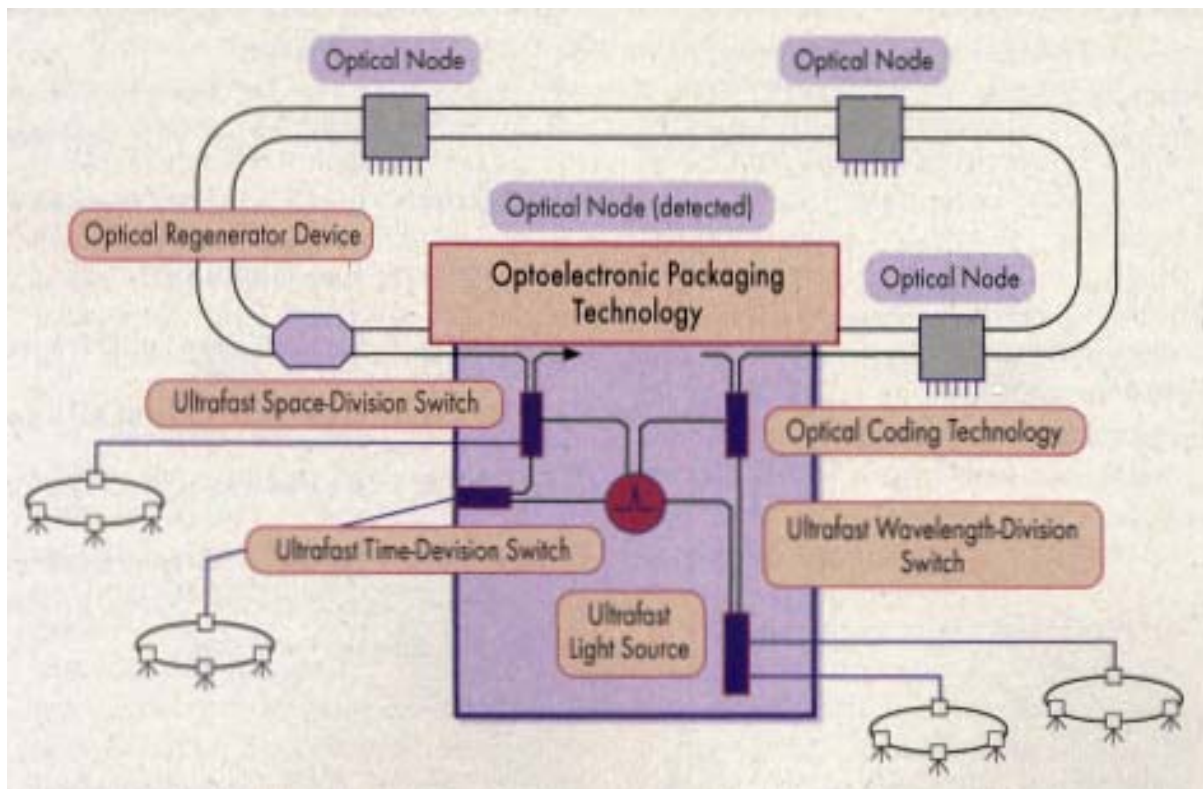 Optical Node
Optical Node
Optical Node (detected)
Optical Regenerator Device
Optoelectronic Packaging
Technology
Optical Node
Ultrafast Space-Division Switch
Optical Coding Technology
Ultrafast Time-Devision Switch
Ultrafast Wavelength-Division
Switch
Ultrafast
Light Source